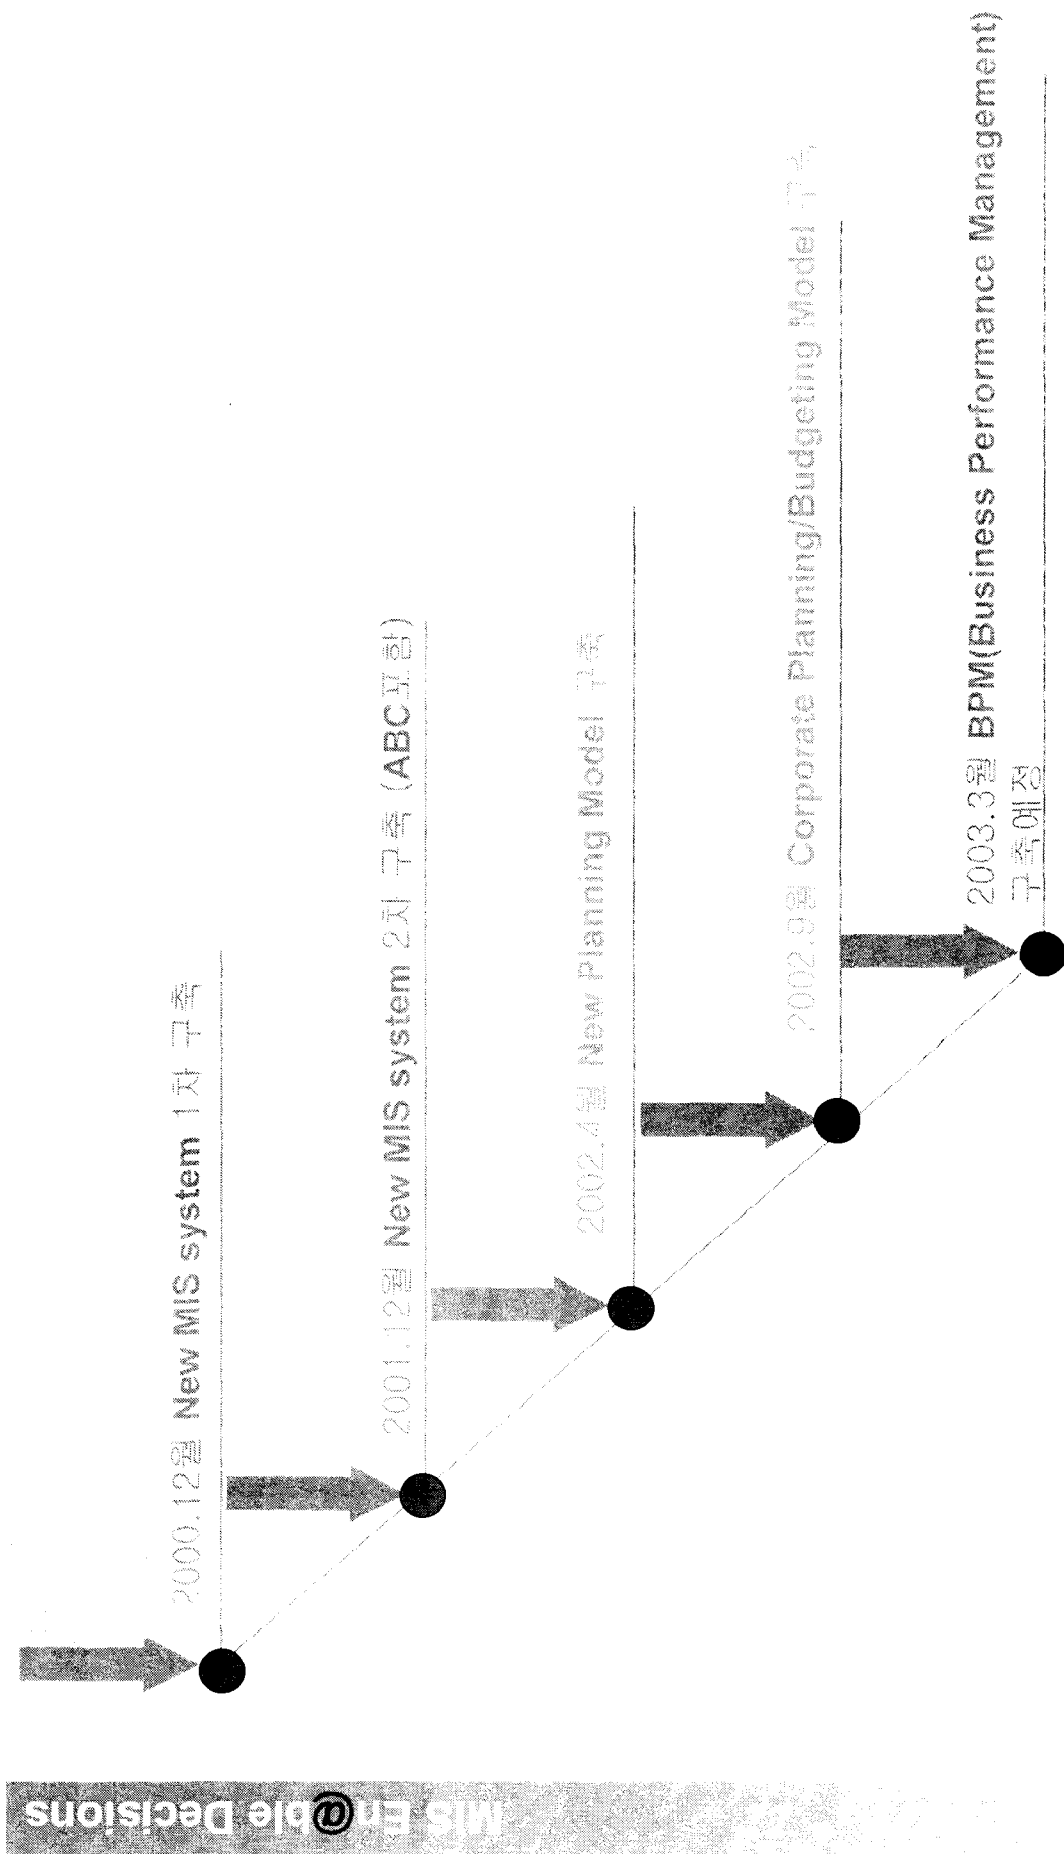 2000.12월 New MIS system 1차 구축
2001.12월 New MIS system 2차 구축 (ABC포함)
2002.4월 New Planning Model 구축
2002.9월 Corporate Planning/Budgeting Model 구축
2003.3월 BPM(Business Performance Management)
구축예정
MIS En@ble Decisions